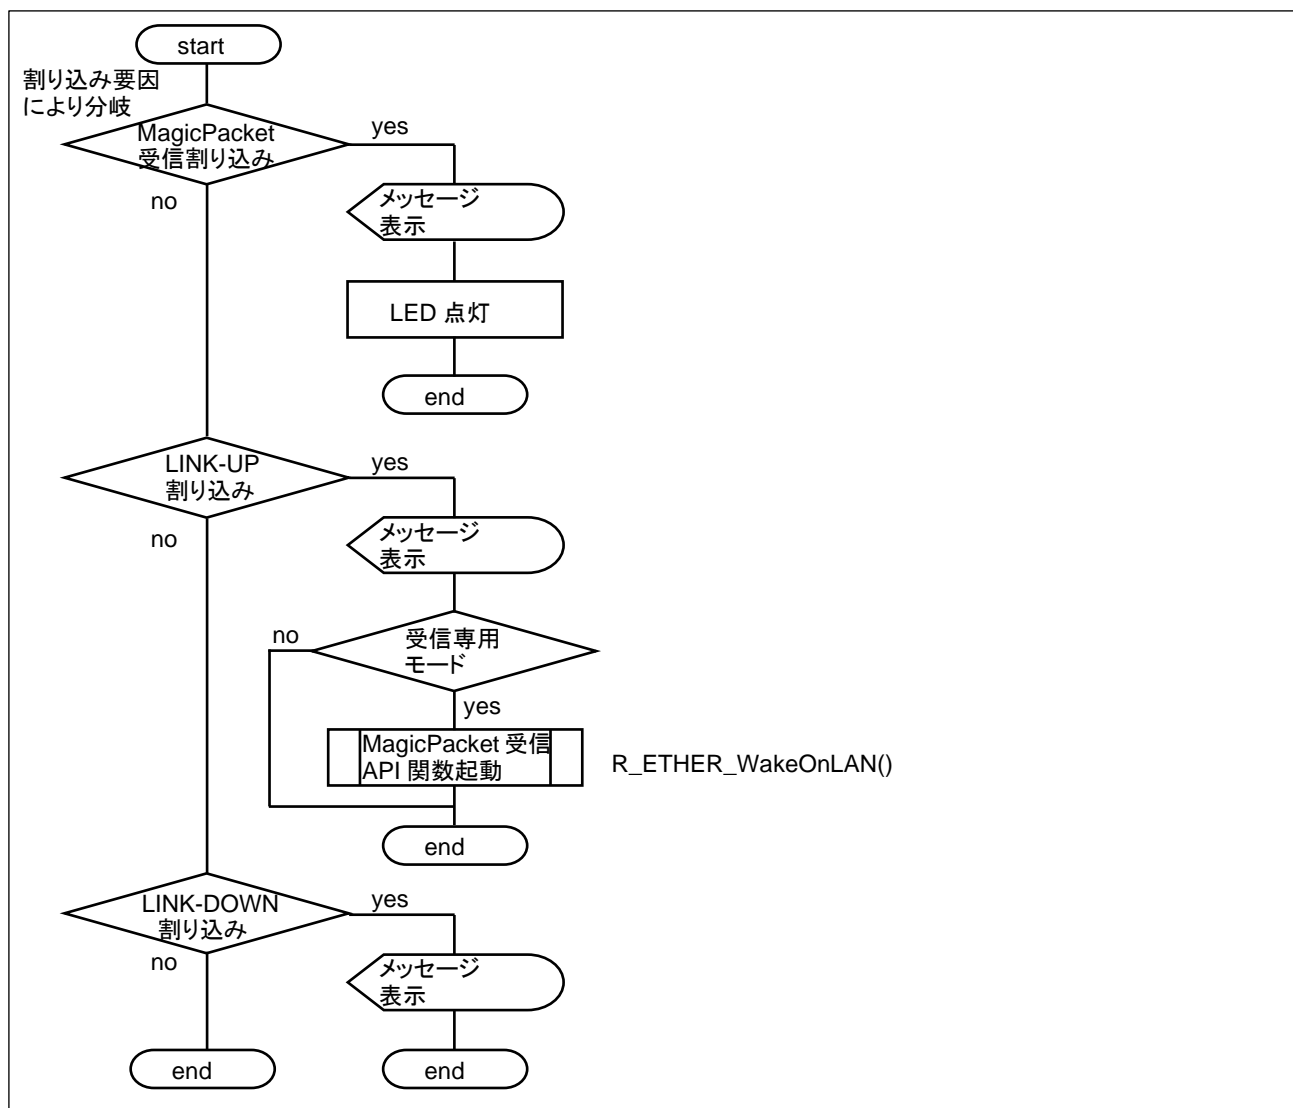 start
割り込み要因
により分岐
MagicPacket
受信割り込み
yes
no
メッセージ
表示
LED 点灯
end
LINK-UP
割り込み
yes
no
メッセージ
表示
no
受信専用
モード
yes
MagicPacket 受信
API 関数起動
R_ETHER_WakeOnLAN()
end
LINK-DOWN
割り込み
yes
no
メッセージ
表示
end
end